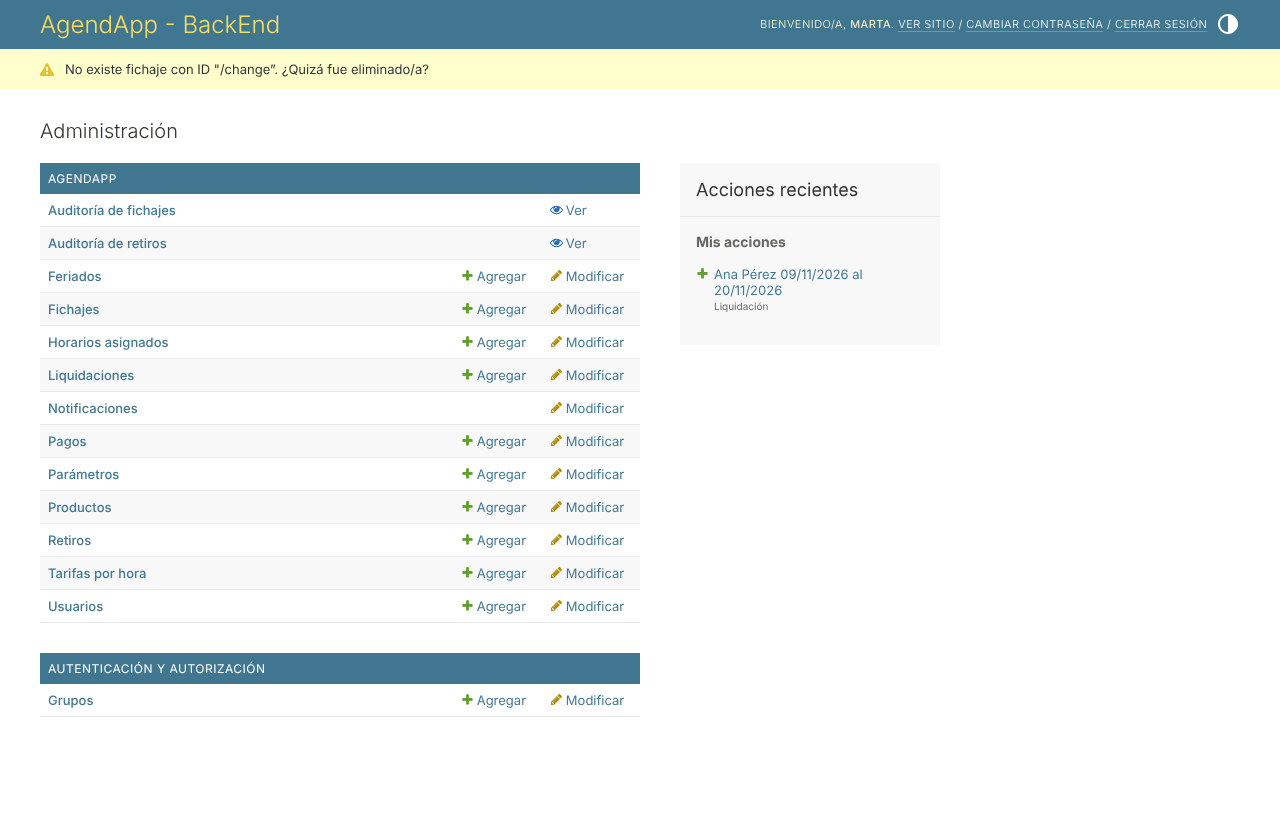 AgendApp - BackEnd
BIENVENIDO/A, MARTA. VER SITIO / CAMBIAR CONTRASEÑA / CERRAR SESIÓN
No existe fichaje con ID "/change”. ¿Quizá fue eliminado/a?
Administración
AGENDAPP
Auditoría de fichajes Ver
Auditoría de retiros Ver
Feriados Agregar Modificar
Fichajes Agregar Modificar
Horarios asignados Agregar Modificar
Liquidaciones Agregar Modificar
Notificaciones Modificar
Pagos Agregar Modificar
Parámetros Agregar Modificar
Productos Agregar Modificar
Retiros Agregar Modificar
Tarifas por hora Agregar Modificar
Usuarios Agregar Modificar
AUTENTICACIÓN Y AUTORIZACIÓN
Grupos Agregar Modificar
Acciones recientes
Mis acciones
Ana Pérez 09/11/2026 al
20/11/2026
Liquidación